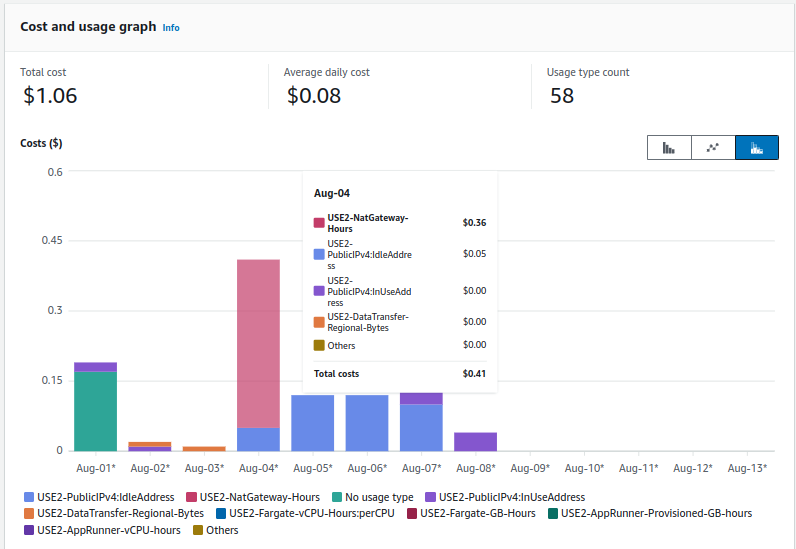 Cost and usage graph Info
Total cost
$1.06
Average daily cost
$0.08
Usage type count
58
Costs ($)
0.6
0.45
0.3
0.15
0
Aug-04
USE2-NatGateway-
Hours
$0.36
USE2-
PublicIPv4:IdleAddre
ss
$0.05
USE2-
PublicIPv4:InUseAdd
ress
$0.00
USE2-DataTransfer-
Regional-Bytes
$0.00
Others
$0.00
Total costs
$0.41
Aug-01* Aug-02* Aug-03* Aug-04* Aug-05* Aug-06* Aug-07* Aug-08* Aug-09* Aug-10* Aug-11* Aug-12* Aug-13*
USE2-PublicIPv4:IdleAddress USE2-NatGateway-Hours No usage type USE2-PublicIPv4:InUseAddress
USE2-DataTransfer-Regional-Bytes USE2-Fargate-vCPU-Hours:perCPU USE2-Fargate-GB-Hours USE2-AppRunner-Provisioned-GB-hours
USE2-AppRunner-vCPU-hours Others